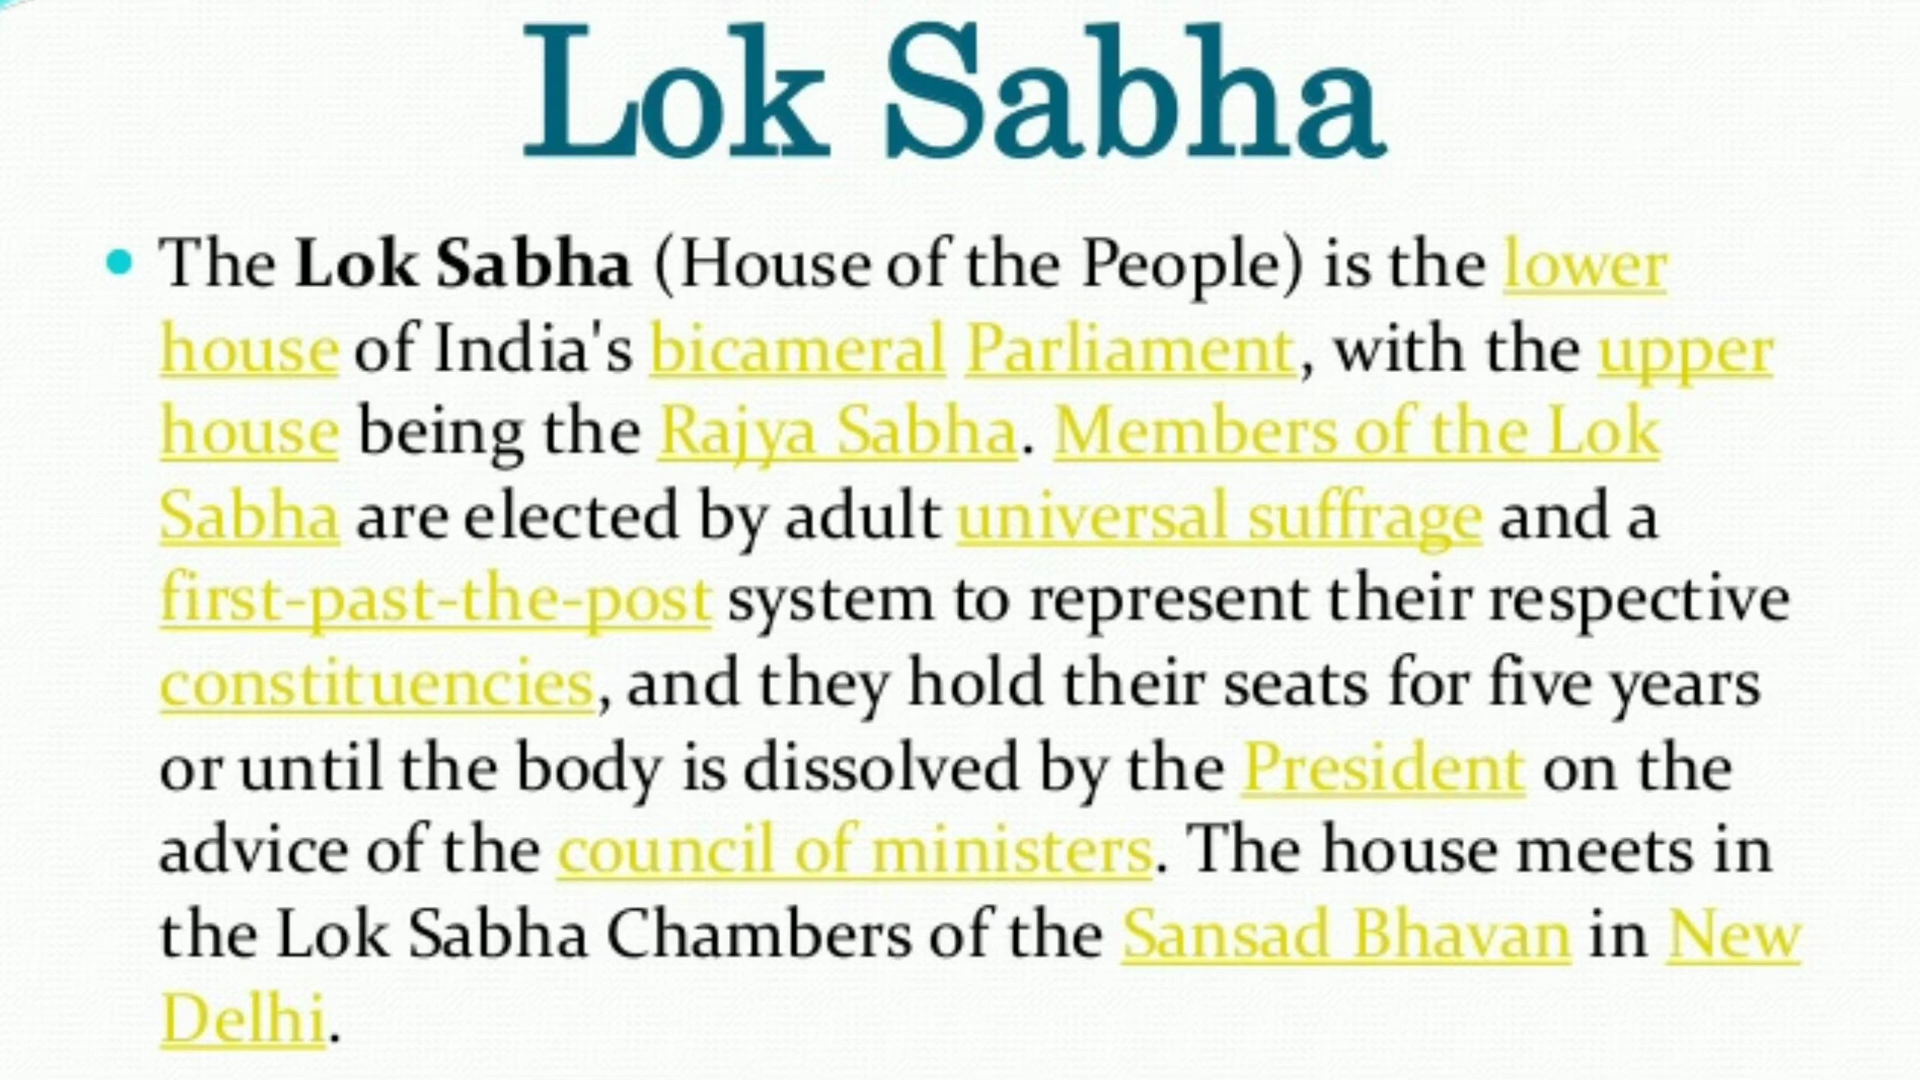 Lok Sabha
• The Lok Sabha (House of the People) is the lower
house of India's bicameral Parliament, with the upper
house being the Rajya Sabha. Members of the Lok
Sabha are elected by adult universal suffrage and a
first-past-the-post system to represent their respective
constituencies, and they hold their seats for five years
or until the body is dissolved by the President on the
advice of the council of ministers. The house meets in
the Lok Sabha Chambers of the Sansad Bhavan in New
Delhi.